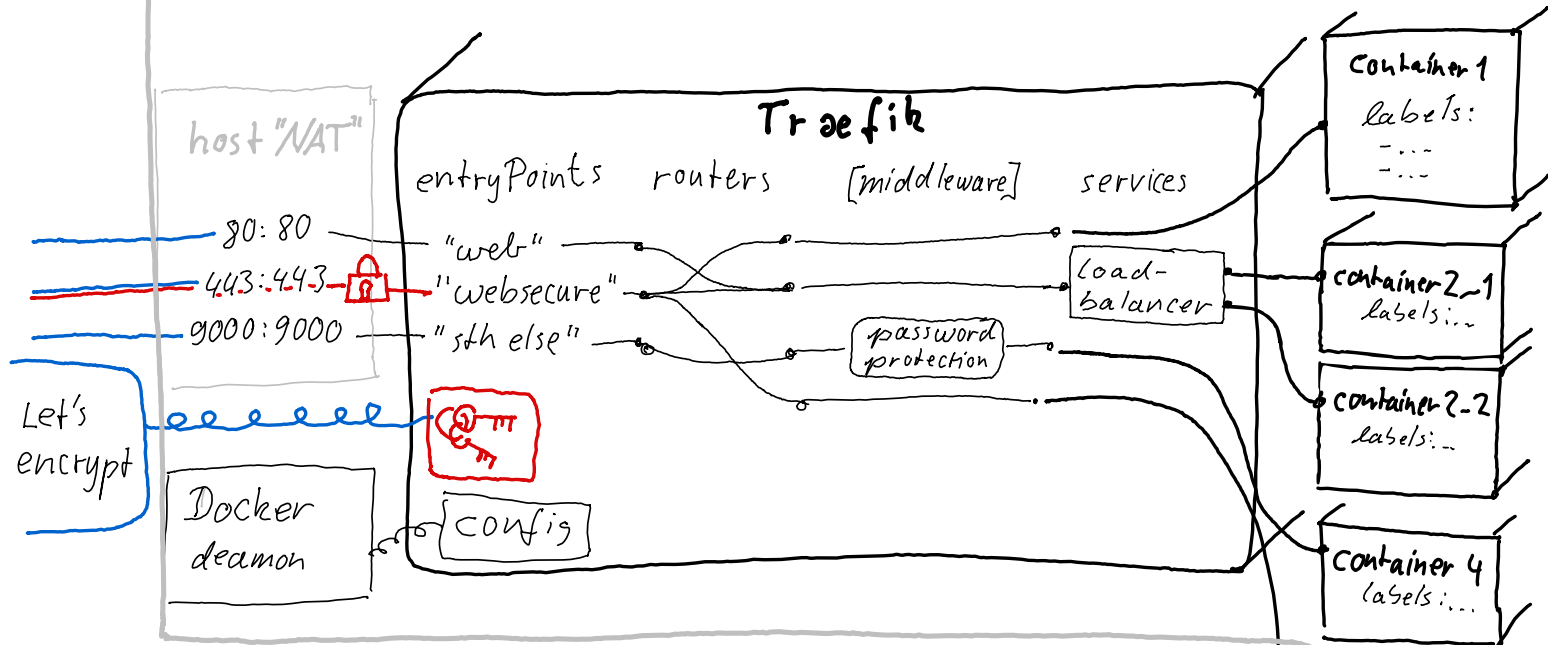 Traefik
host "NAT"
entryPoints
routers
[middleware]
services
80:80
"web"
443:443
"websecure"
9000:9000
"sth else"
password
protection
load-
balancer
Let's
encrypt
Docker
deamon
config
container 1
labels:
-...
-...
container 2_1
labels:...
container 2_2
labels:...
container 4
labels:...